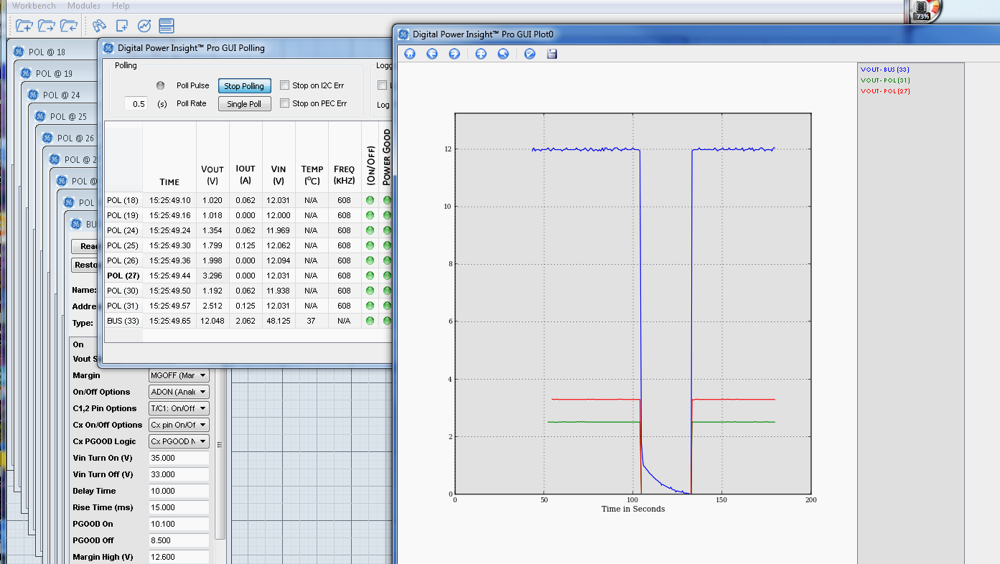 Workbench Modules Help
73%
POL @ 18
POL @ 19
POL @ 24
POL @ 25
POL @ 26
POL @ 2
POL @
POL
BU
Digital Power Insight™ Pro GUI Polling
Polling
Logg
Poll Pulse Stop Polling Stop on I2C Err L
0.5 (s) Poll Rate Single Poll Stop on PEC Err Log
TIME VOUT (V) IOUT (A) VIN (V) TEMP (°C) FREQ (KHZ) (ON/OFF) POWER GOOD
POL (18) 15:25:49.10 1.020 0.062 12.031 N/A 608
POL (19) 15:25:49.16 1.018 0.000 12.000 N/A 608
POL (24) 15:25:49.24 1.354 0.062 11.969 N/A 608
POL (25) 15:25:49.30 1.799 0.125 12.062 N/A 608
POL (26) 15:25:49.36 1.998 0.000 12.094 N/A 608
POL (27) 15:25:49.44 3.296 0.000 12.031 N/A 608
POL (30) 15:25:49.50 1.192 0.062 11.938 N/A 608
POL (31) 15:25:49.57 2.512 0.125 12.031 N/A 608
BUS (33) 15:25:49.65 12.048 2.062 48.125 37 N/A
Read
Resto
Name:
Addre
Type:
On
Vout S
Margin MGOFF (Mar
On/Off Options ADON (Analo
C1,2 Pin Options T/C1: On/Off
Cx On/Off Options Cx pin On/Of
Cx PGOOD Logic Cx PGOOD N
Vin Turn On (V) 35.000
Vin Turn Off (V) 33.000
Delay Time 10.000
Rise Time (ms) 15.000
PGOOD On 10.100
PGOOD Off 8.500
Margin High (V) 12.600
Digital Power Insight™ Pro GUI Plot0
VOUT- BUS (33)
VOUT- POL (31)
VOUT- POL (27)
12
10
8
6
4
2
0
0 50 100 150 200
Time in Seconds